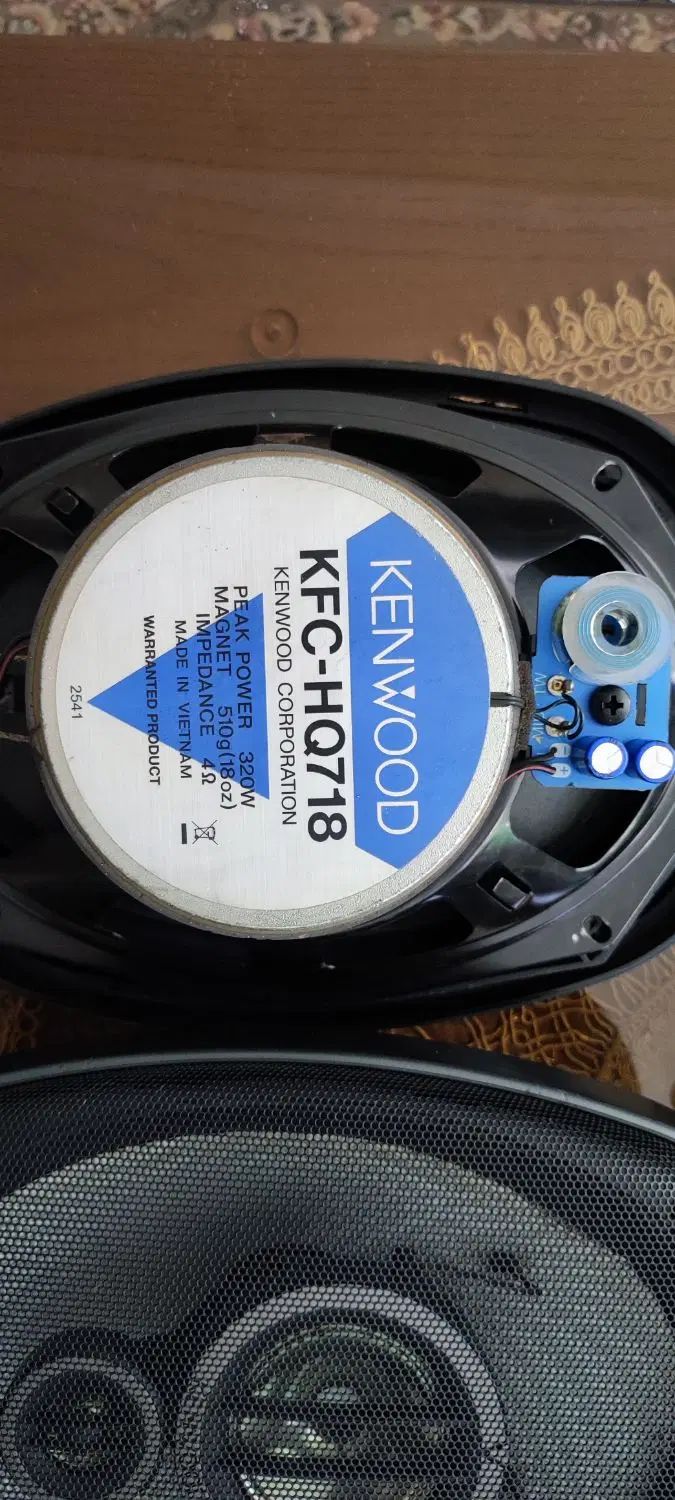 KENWOOD
KFC-HQ718
KENWOOD CORPORATION
PEAK POWER 320W
MAGNET 510g(18oz)
IMPEDANCE 4Ω
MADE IN VIETNAM
WARRANTED PRODUCT
2541
TW
+